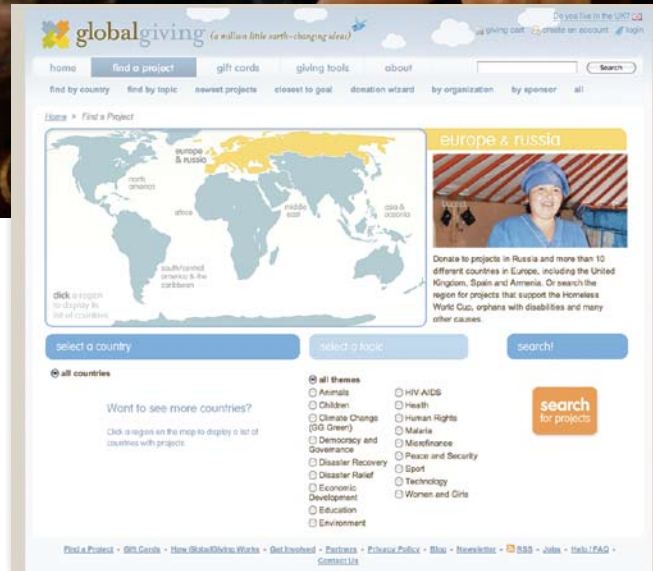 Do you live in the UK?
globalgiving (a million little earth-changing ideas)
giving cart create an account login
home find a project gift cards giving tools about Search
find by country find by topic newest projects closest to goal donation wizard by organization by sponsor all
Home > Find a Project
europe & russia
europe & russia
north america
africa
middle east
asia & oceania
south/central america & the caribbean
click a region to display its list of countries
Donate to projects in Russia and more than 10
different countries in Europe, including the United
Kingdom, Spain and Armenia. Or search the
region for projects that support the Homeless
World Cup, orphans with disabilities and many
other causes.
select a country
select a topic
search!
all countries
Want to see more countries?
Click a region on the map to display a list of
countries with projects.
all themes
Animals
Children
Climate Change
(GG Green)
Democracy and
Governance
Disaster Recovery
Disaster Relief
Economic
Development
Education
Environment
HIV-AIDS
Health
Human Rights
Malaria
Microfinance
Peace and Security
Sport
Technology
Women and Girls
search
for projects
Find a Project - Gift Cards - How GlobalGiving Works - Get Involved - Partners - Privacy Policy - Blog - Newsletter - RSS - Jobs - Help / FAQ -
Contact Us